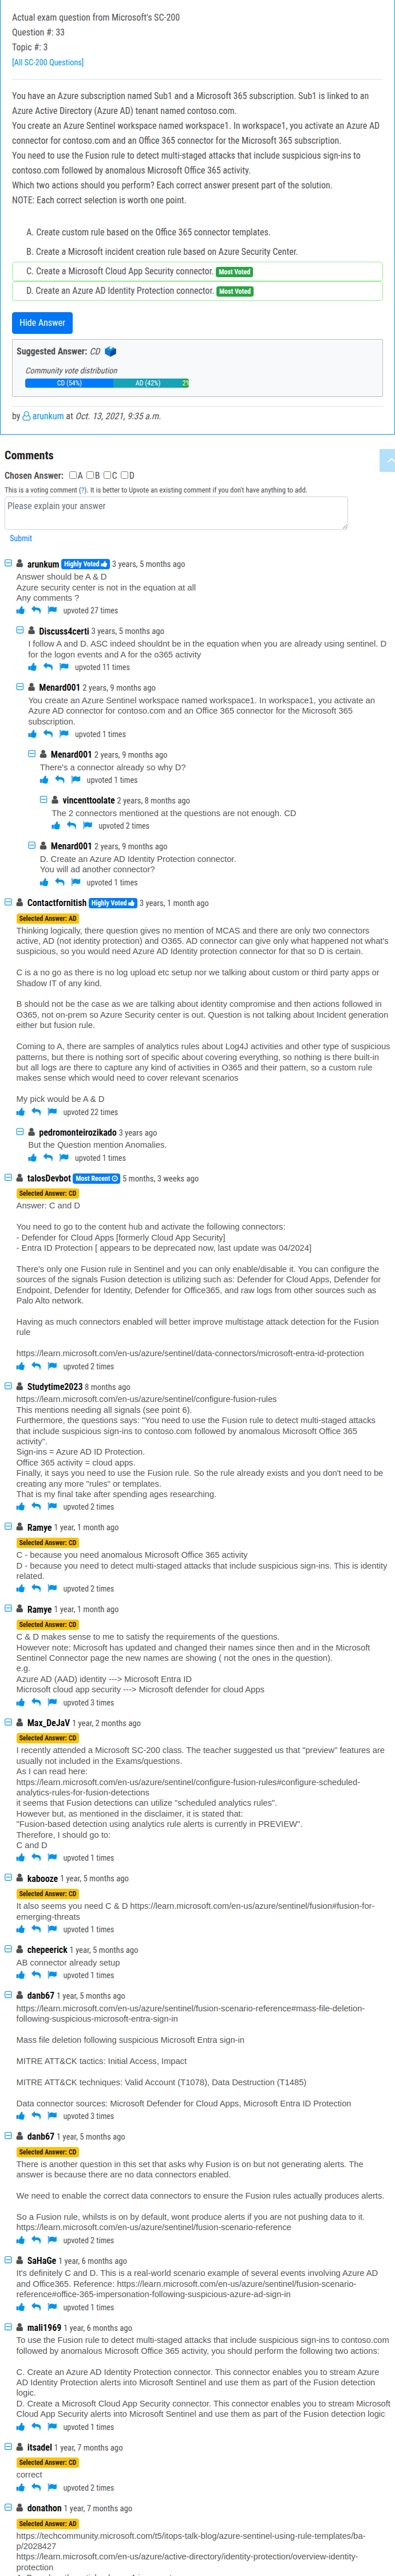 Actual exam question from Microsoft's SC-200
Question #: 33
Topic #: 3
[All SC-200 Questions]
You have an Azure subscription named Sub1 and a Microsoft 365 subscription. Sub1 is linked to an
Azure Active Directory (Azure AD) tenant named contoso.com.
You create an Azure Sentinel workspace named workspace1. In workspace1, you activate an Azure AD
connector for contoso.com and an Office 365 connector for the Microsoft 365 subscription.
You need to use the Fusion rule to detect multi-staged attacks that include suspicious sign-ins to
contoso.com followed by anomalous Microsoft Office 365 activity.
Which two actions should you perform? Each correct answer present part of the solution.
NOTE: Each correct selection is worth one point.
A. Create custom rule based on the Office 365 connector templates.
B. Create a Microsoft incident creation rule based on Azure Security Center.
C. Create a Microsoft Cloud App Security connector. Most Voted
D. Create an Azure AD Identity Protection connector. Most Voted
Hide Answer
Suggested Answer: CD
Community vote distribution
CD (54%) AD (42%) 2%
by arunkum at Oct. 13, 2021, 9:35 a.m.
Comments
Chosen Answer: A B C D
This is a voting comment (?). It is better to Upvote an existing comment if you don't have anything to add.
Please explain your answer
Submit
arunkum Highly Voted 3 years, 5 months ago
Answer should be A & D
Azure security center is not in the equation at all
Any comments ?
upvoted 27 times
Discuss4certi 3 years, 5 months ago
I follow A and D. ASC indeed shouldnt be in the equation when you are already using sentinel. D
for the logon events and A for the o365 activity
upvoted 11 times
Menard001 2 years, 9 months ago
You create an Azure Sentinel workspace named workspace1. In workspace1, you activate an
Azure AD connector for contoso.com and an Office 365 connector for the Microsoft 365
subscription.
upvoted 1 times
Menard001 2 years, 9 months ago
There's a connector already so why D?
upvoted 1 times
vincenttoolate 2 years, 8 months ago
The 2 connectors mentioned at the questions are not enough. CD
upvoted 2 times
Menard001 2 years, 9 months ago
D. Create an Azure AD Identity Protection connector.
You will ad another connector?
upvoted 1 times
Contactfornitish Highly Voted 3 years, 1 month ago
Selected Answer: AD
Thinking logically, there question gives no mention of MCAS and there are only two connectors
active, AD (not identity protection) and O365. AD connector can give only what happened not what's
suspicious, so you would need Azure AD Identity protection connector for that so D is certain.
C is a no go as there is no log upload etc setup nor we talking about custom or third party apps or
Shadow IT of any kind.
B should not be the case as we are talking about identity compromise and then actions followed in
O365, not on-prem so Azure Security center is out. Question is not talking about Incident generation
either but fusion rule.
Coming to A, there are samples of analytics rules about Log4J activities and other type of suspicious
patterns, but there is nothing sort of specific about covering everything, so nothing is there built-in
but all logs are there to capture any kind of activities in O365 and their pattern, so a custom rule
makes sense which would need to cover relevant scenarios
My pick would be A & D
upvoted 22 times
pedromonteirozikado 3 years ago
But the Question mention Anomalies.
upvoted 1 times
talosDevbot Most Recent 5 months, 3 weeks ago
Selected Answer: CD
Answer: C and D
You need to go to the content hub and activate the following connectors:
- Defender for Cloud Apps [formerly Cloud App Security]
- Entra ID Protection [ appears to be deprecated now, last update was 04/2024]
There's only one Fusion rule in Sentinel and you can only enable/disable it. You can configure the
sources of the signals Fusion detection is utilizing such as: Defender for Cloud Apps, Defender for
Endpoint, Defender for Identity, Defender for Office365, and raw logs from other sources such as
Palo Alto network.
Having as much connectors enabled will better improve multistage attack detection for the Fusion
rule
https://learn.microsoft.com/en-us/azure/sentinel/data-connectors/microsoft-entra-id-protection
upvoted 2 times
Studytime2023 8 months ago
https://learn.microsoft.com/en-us/azure/sentinel/configure-fusion-rules
This mentions needing all signals (see point 6).
Furthermore, the questions says: "You need to use the Fusion rule to detect multi-staged attacks
that include suspicious sign-ins to contoso.com followed by anomalous Microsoft Office 365
activity".
Sign-ins = Azure AD ID Protection.
Office 365 activity = cloud apps.
Finally, it says you need to use the Fusion rule. So the rule already exists and you don't need to be
creating any more "rules" or templates.
That is my final take after spending ages researching.
upvoted 2 times
Ramye 1 year, 1 month ago
Selected Answer: CD
C - because you need anomalous Microsoft Office 365 activity
D - because you need to detect multi-staged attacks that include suspicious sign-ins. This is identity
related.
upvoted 2 times
Ramye 1 year, 1 month ago
Selected Answer: CD
C & D makes sense to me to satisfy the requirements of the questions.
However note: Microsoft has updated and changed their names since then and in the Microsoft
Sentinel Connector page the new names are showing ( not the ones in the question).
e.g.
Azure AD (AAD) identity ---> Microsoft Entra ID
Microsoft cloud app security ---> Microsoft defender for cloud Apps
upvoted 3 times
Max_DeJaV 1 year, 2 months ago
Selected Answer: CD
I recently attended a Microsoft SC-200 class. The teacher suggested us that "preview" features are
usually not included in the Exams/questions.
As I can read here:
https://learn.microsoft.com/en-us/azure/sentinel/configure-fusion-rules#configure-scheduled-
analytics-rules-for-fusion-detections
it seems that Fusion detections can utilize "scheduled analytics rules".
However but, as mentioned in the disclaimer, it is stated that:
"Fusion-based detection using analytics rule alerts is currently in PREVIEW".
Therefore, I should go to:
C and D
upvoted 1 times
kabooze 1 year, 5 months ago
Selected Answer: CD
It also seems you need C & D https://learn.microsoft.com/en-us/azure/sentinel/fusion#fusion-for-
emerging-threats
upvoted 1 times
chepeerick 1 year, 5 months ago
AB connector already setup
upvoted 1 times
danb67 1 year, 5 months ago
https://learn.microsoft.com/en-us/azure/sentinel/fusion-scenario-reference#mass-file-deletion-
following-suspicious-microsoft-entra-sign-in
Mass file deletion following suspicious Microsoft Entra sign-in
MITRE ATT&CK tactics: Initial Access, Impact
MITRE ATT&CK techniques: Valid Account (T1078), Data Destruction (T1485)
Data connector sources: Microsoft Defender for Cloud Apps, Microsoft Entra ID Protection
upvoted 3 times
danb67 1 year, 5 months ago
Selected Answer: CD
There is another question in this set that asks why Fusion is on but not generating alerts. The
answer is because there are no data connectors enabled.
We need to enable the correct data connectors to ensure the Fusion rules actually produces alerts.
So a Fusion rule, whilsts is on by default, wont produce alerts if you are not pushing data to it.
https://learn.microsoft.com/en-us/azure/sentinel/fusion-scenario-reference
upvoted 2 times
SaHaGe 1 year, 6 months ago
It's definitely C and D. This is a real-world scenario example of several events involving Azure AD
and Office365. Reference: https://learn.microsoft.com/en-us/azure/sentinel/fusion-scenario-
reference#office-365-impersonation-following-suspicious-azure-ad-sign-in
upvoted 1 times
mali1969 1 year, 6 months ago
To use the Fusion rule to detect multi-staged attacks that include suspicious sign-ins to contoso.com
followed by anomalous Microsoft Office 365 activity, you should perform the following two actions:
C. Create an Azure AD Identity Protection connector. This connector enables you to stream Azure
AD Identity Protection alerts into Microsoft Sentinel and use them as part of the Fusion detection
logic.
D. Create a Microsoft Cloud App Security connector. This connector enables you to stream Microsoft
Cloud App Security alerts into Microsoft Sentinel and use them as part of the Fusion detection logic
upvoted 1 times
itsadel 1 year, 7 months ago
Selected Answer: CD
correct
upvoted 2 times
donathon 1 year, 7 months ago
Selected Answer: AD
https://techcommunity.microsoft.com/t5/itops-talk-blog/azure-sentinel-using-rule-templates/ba-
p/2028427
https://learn.microsoft.com/en-us/azure/active-directory/identity-protection/overview-identity-
protection